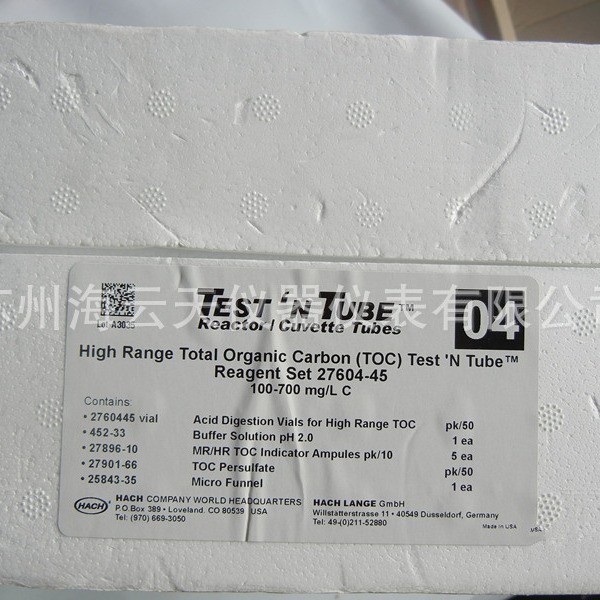 TEST 'N TUBE™
Reactor / Cuvette Tubes
04
Lot A3035
High Range Total Organic Carbon (TOC) Test 'N Tube™
Reagent Set 27604-45
100-700 mg/L C
Contains:
• 2760445 vial Acid Digestion Vials for High Range TOC pk/50
• 452-33 Buffer Solution pH 2.0 1 ea
• 27896-10 MR/HR TOC Indicator Ampules pk/10 5 ea
• 27901-66 TOC Persulfate pk/50
• 25843-35 Micro Funnel 1 ea
HACH
HACH COMPANY WORLD HEADQUARTERS
P.O.Box 389 • Loveland, CO 80539 USA
Tel: (970) 669-3050
HACH LANGE GmbH
Willstatterstrasse 11 • 40549 Dusseldorf, Germany
Tel: 49-(0)211-52880
Made in USA
MSA
广州海云天仪器仪表有限公司